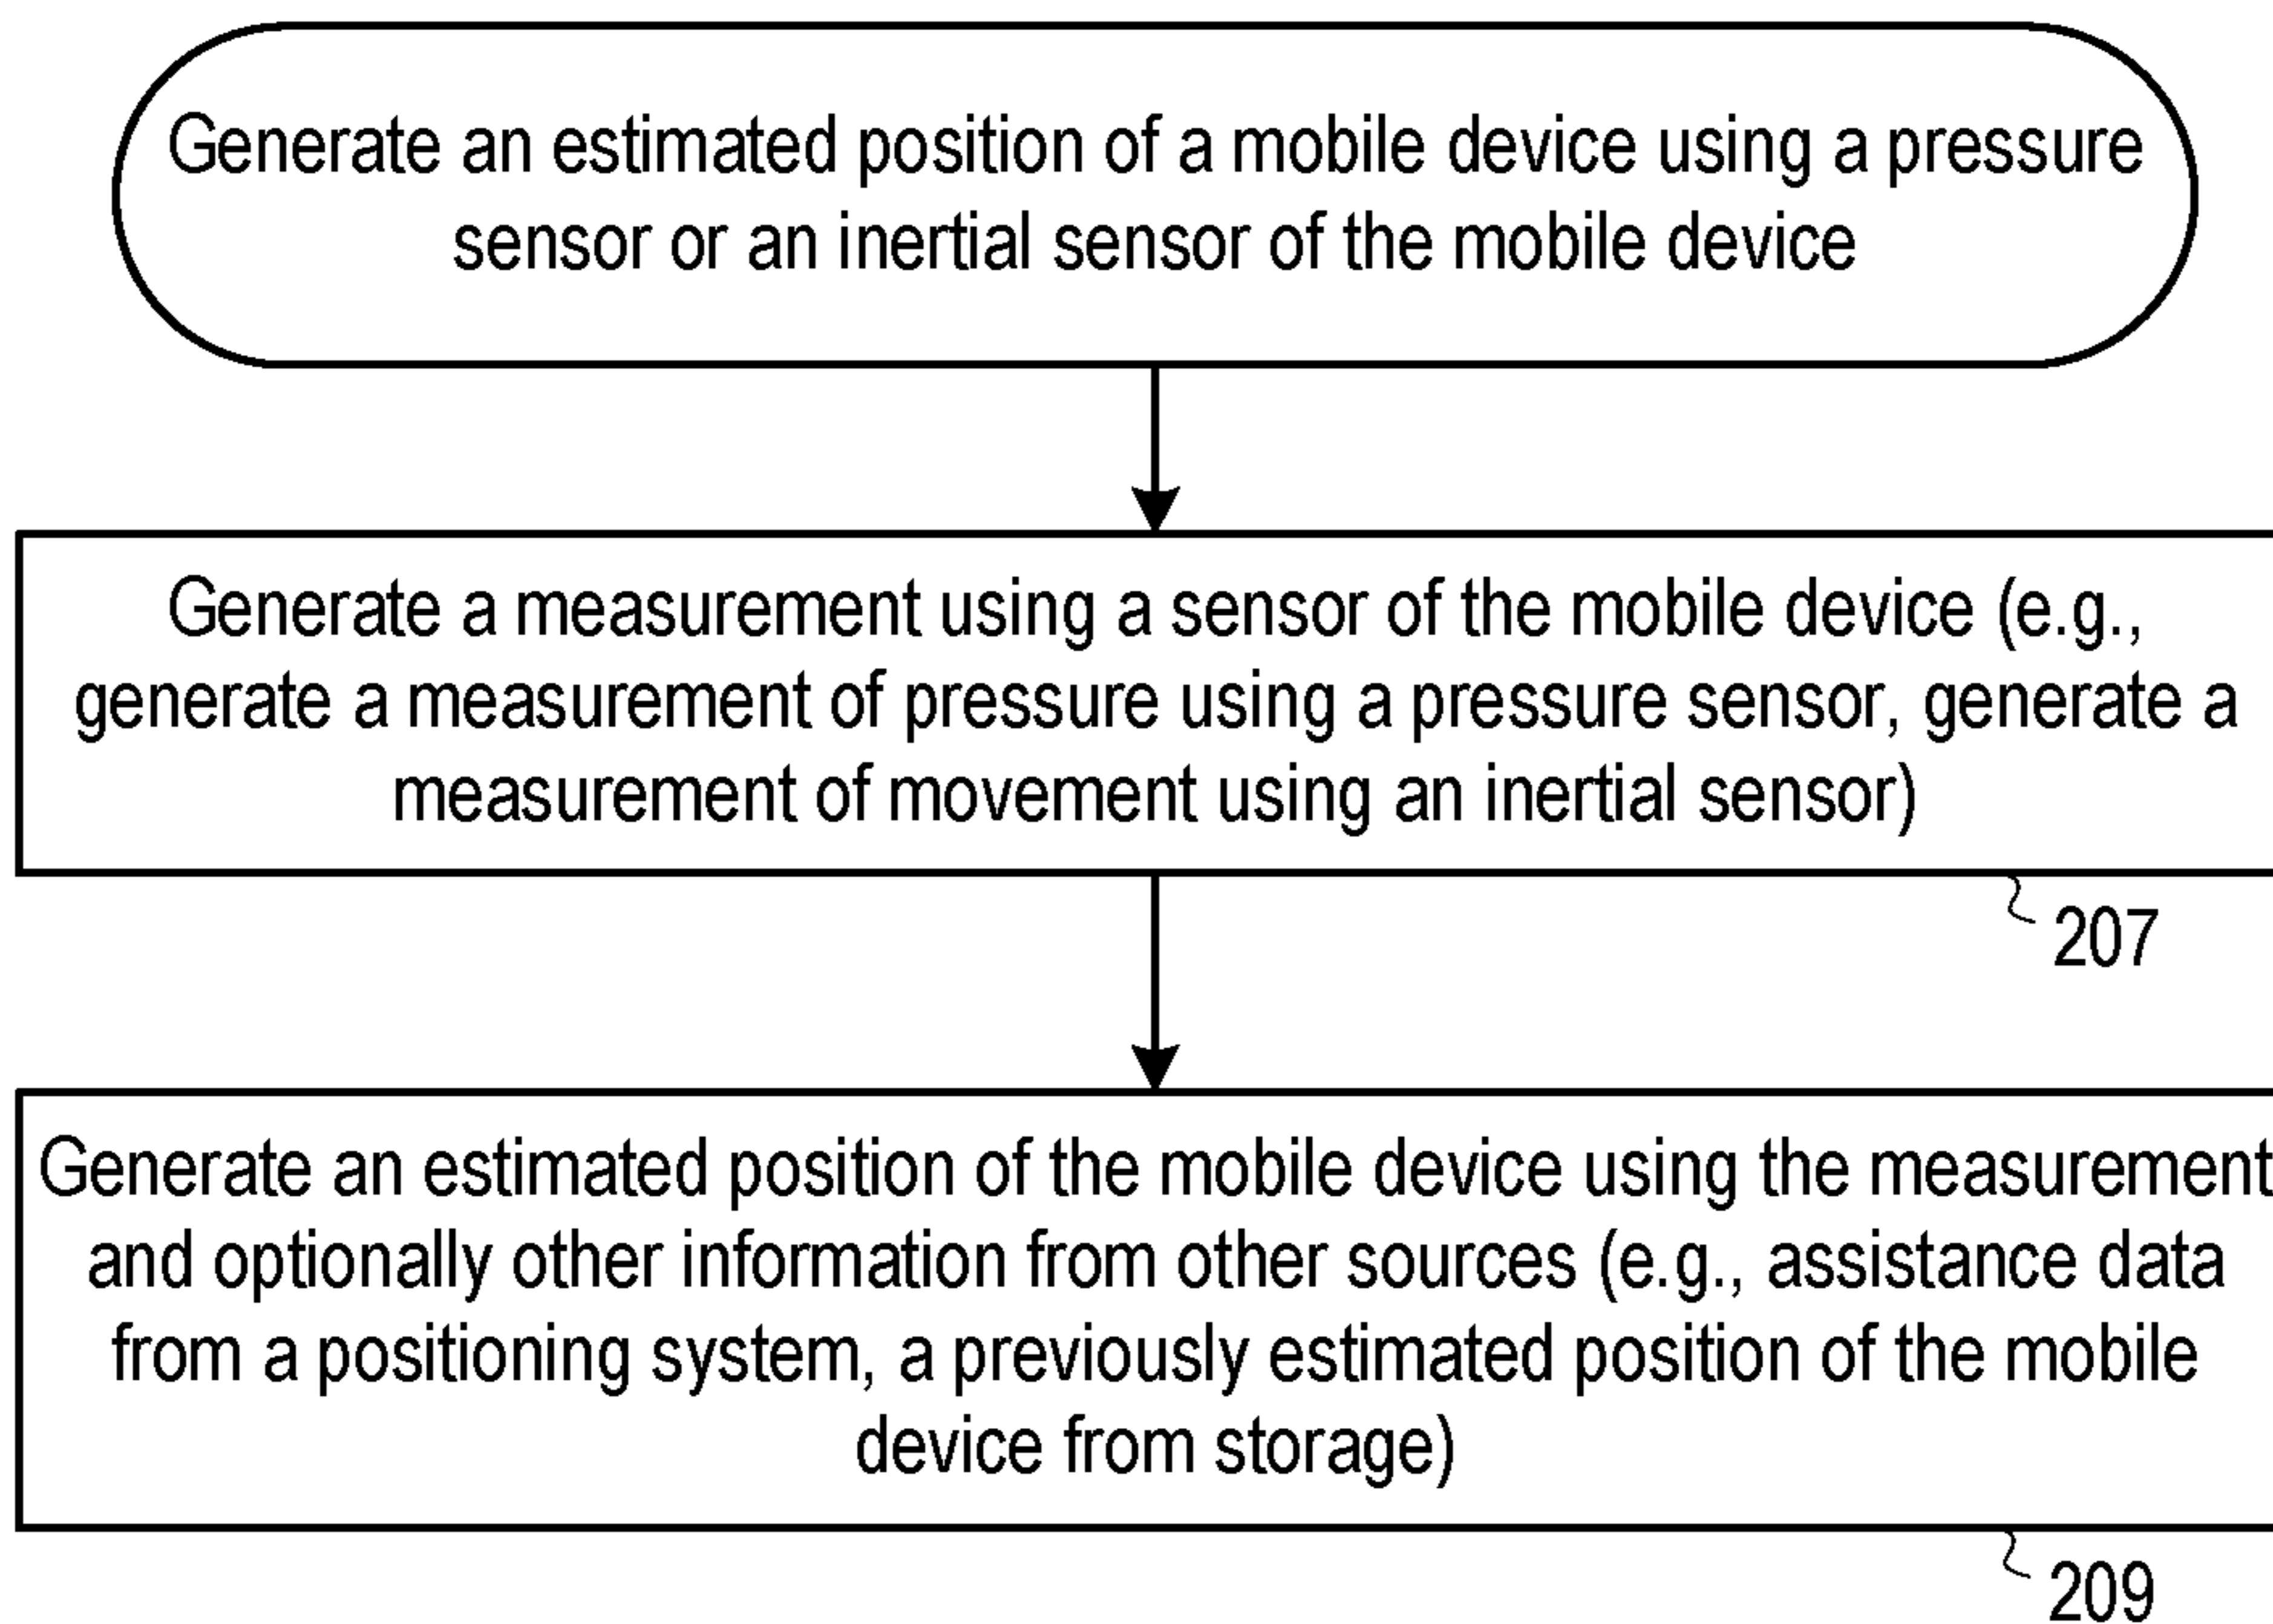 Generate an estimated position of a mobile device using a pressure
sensor or an inertial sensor of the mobile device
Generate a measurement using a sensor of the mobile device (e.g.,
generate a measurement of pressure using a pressure sensor, generate a
measurement of movement using an inertial sensor)
207
Generate an estimated position of the mobile device using the measurement
and optionally other information from other sources (e.g., assistance data
from a positioning system, a previously estimated position of the mobile
device from storage)
209